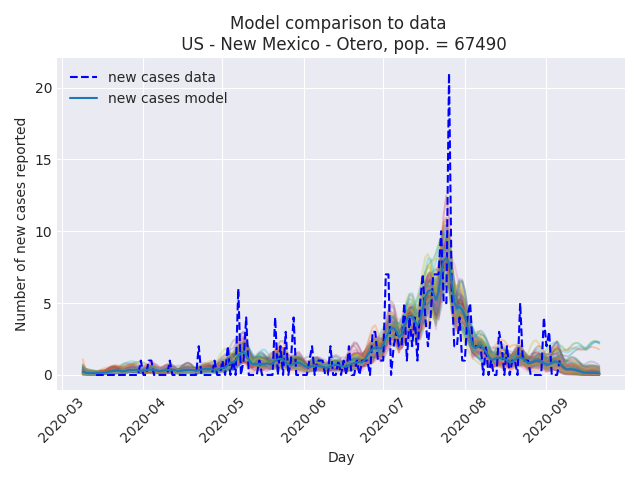 Model comparison to data
US - New Mexico - Otero, pop. = 67490
new cases data
new cases model
Number of new cases reported
20
15
10
5
0
2020-03
2020-04
2020-05
2020-06
2020-07
2020-08
2020-09
Day